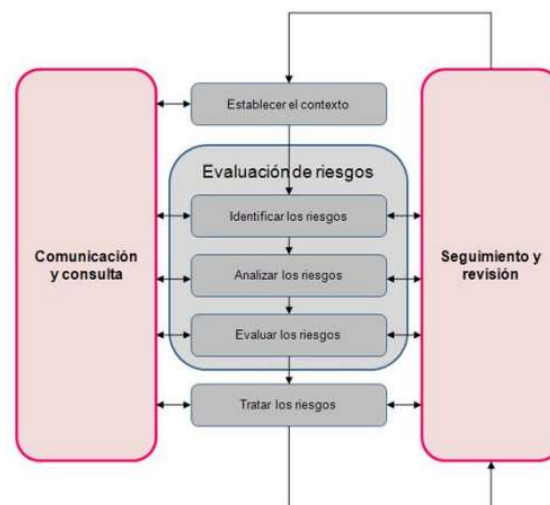 Establecer el contexto
Evaluación de riesgos
Identificar los riesgos
Analizar los riesgos
Evaluar los riesgos
Tratar los riesgos
Comunicación
y consulta
Seguimiento y
revisión